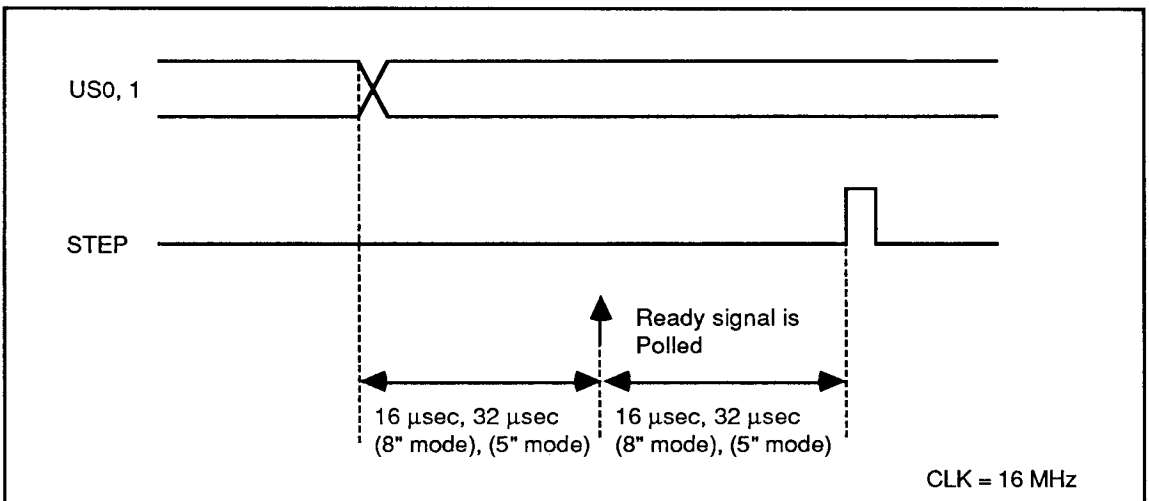 US0, 1
STEP
Ready signal is
Polled
16 μsec, 32 μsec
(8" mode), (5" mode)
16 μsec, 32 μsec
(8" mode), (5" mode)
CLK = 16 MHz